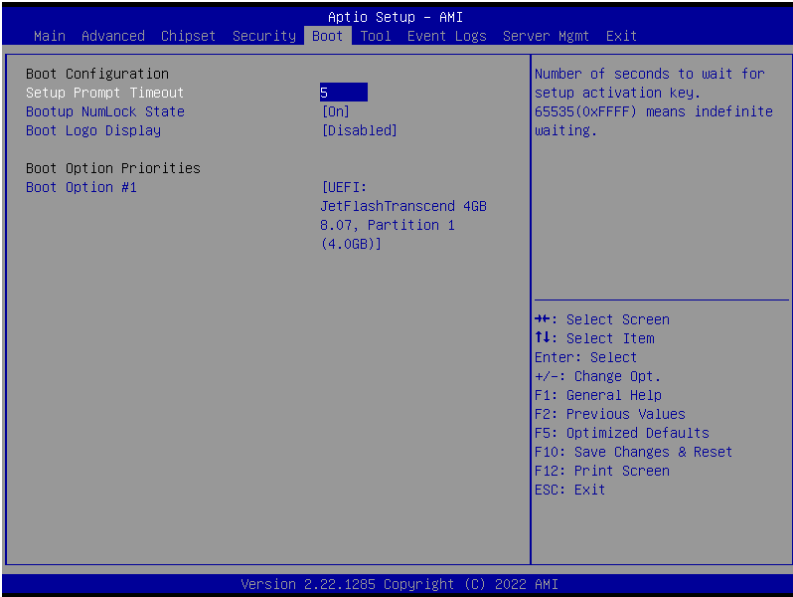 Aptio Setup – AMI
Main Advanced Chipset Security Boot Tool Event Logs Server Mgmt Exit
Boot Configuration
Setup Prompt Timeout 5
Bootup NumLock State [On]
Boot Logo Display [Disabled]
Boot Option Priorities
Boot Option #1 [UEFI:
JetFlashTranscend 4GB
8.07, Partition 1
(4.0GB)]
Number of seconds to wait for
setup activation key.
65535(0xFFFF) means indefinite
waiting.
→←: Select Screen
↑↓: Select Item
Enter: Select
+/-: Change Opt.
F1: General Help
F2: Previous Values
F5: Optimized Defaults
F10: Save Changes & Reset
F12: Print Screen
ESC: Exit
Version 2.22.1285 Copyright (C) 2022 AMI